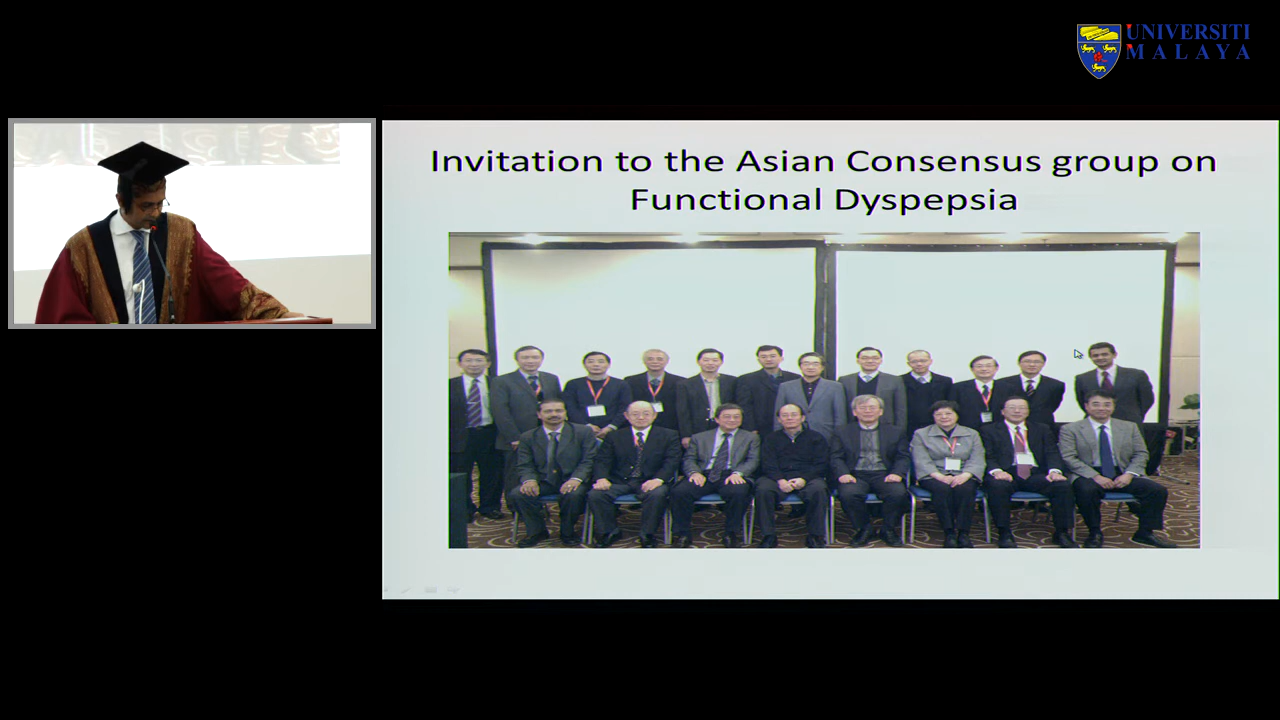 UNIVERSITI
MALAYA
Invitation to the Asian Consensus group on
Functional Dyspepsia